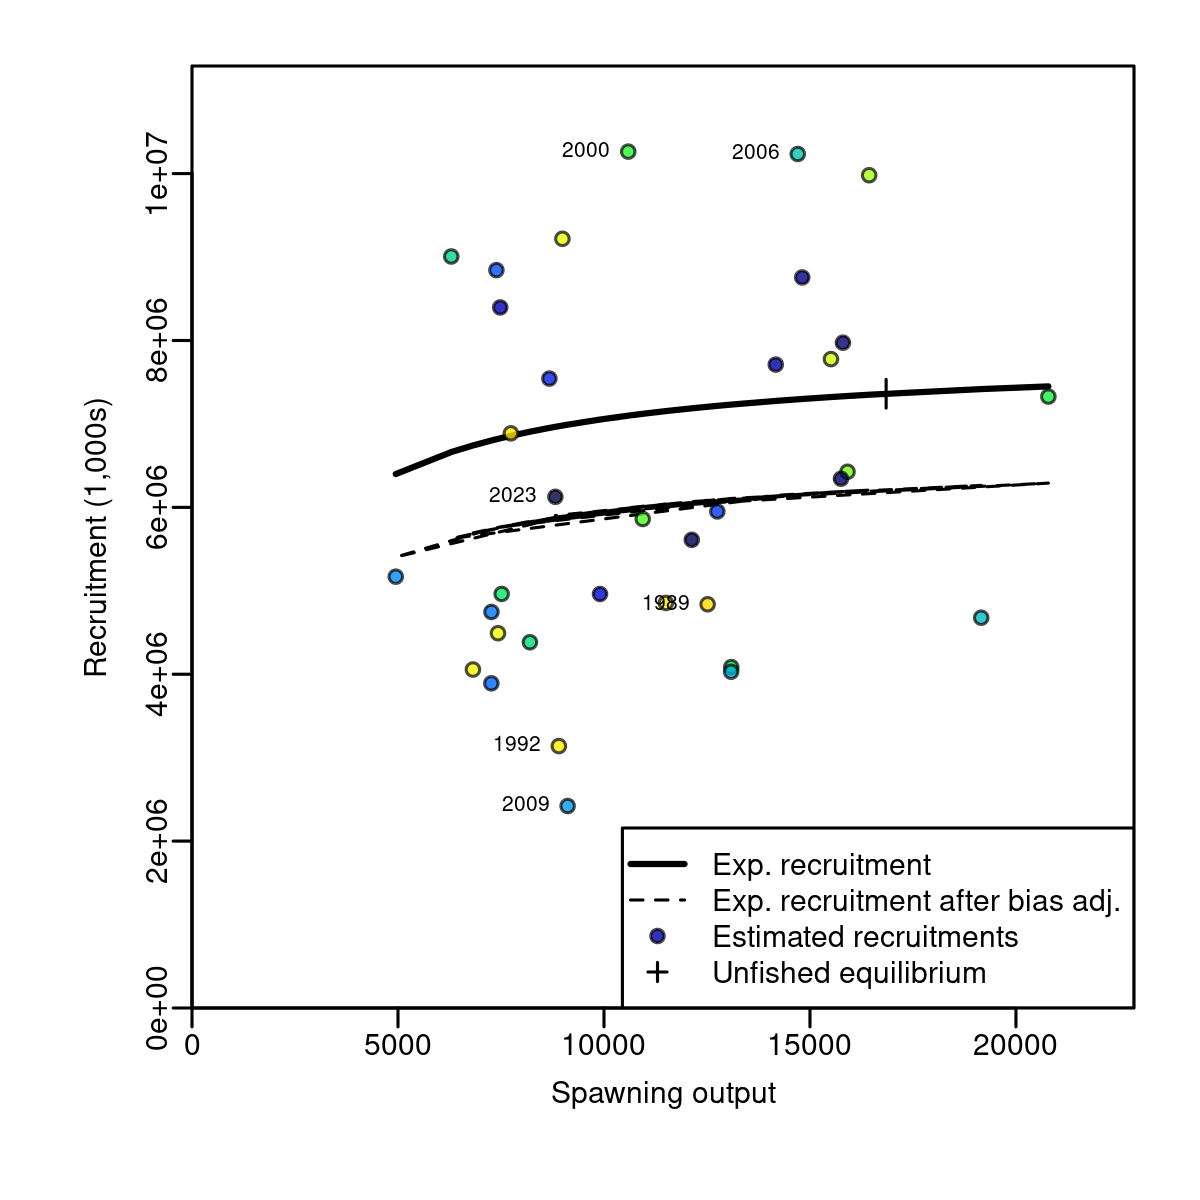 2000
2006
2023
1989
1992
2009
Recruitment (1,000s)
1e+07
8e+06
6e+06
4e+06
2e+06
0e+00
Exp. recruitment
Exp. recruitment after bias adj.
Estimated recruitments
Unfished equilibrium
0 5000 10000 15000 20000
Spawning output